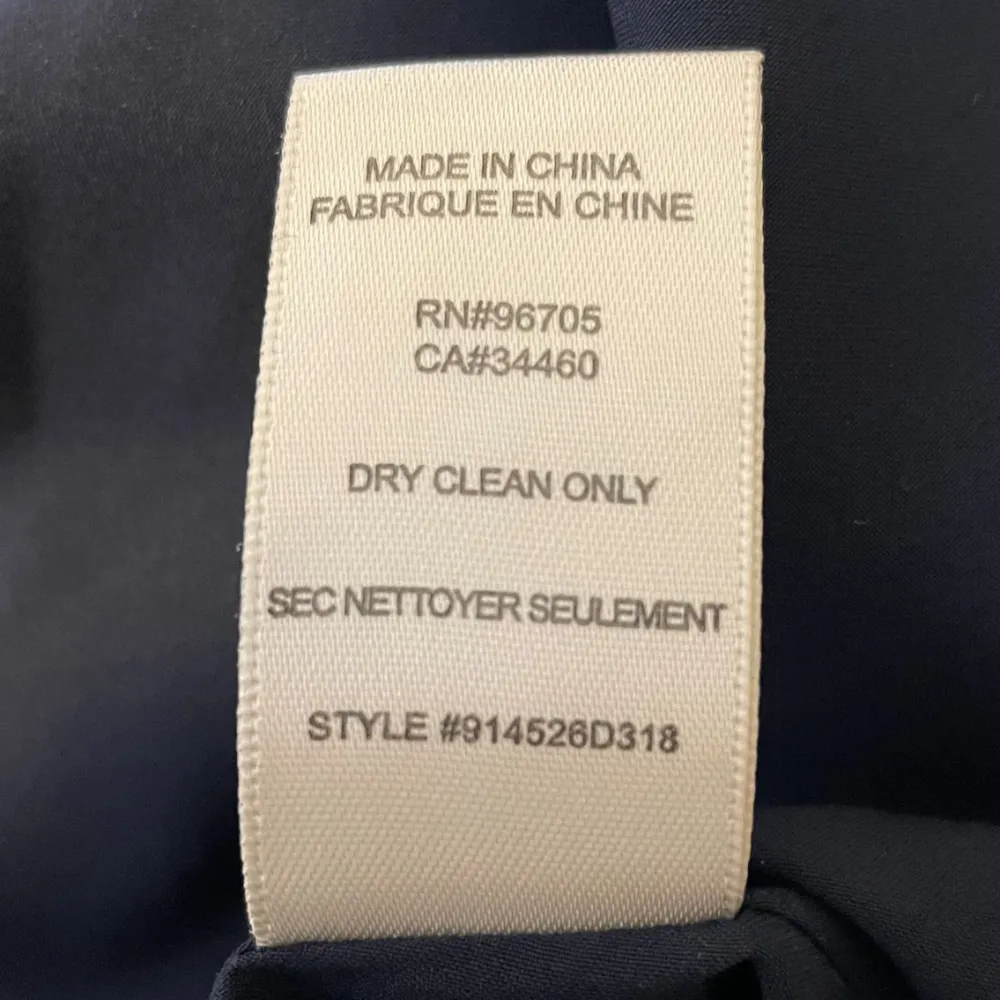 MADE IN CHINA
FABRIQUE EN CHINE
RN#96705
CA#34460
DRY CLEAN ONLY
SEC NETTOYER SEULEMENT
STYLE #914526D318